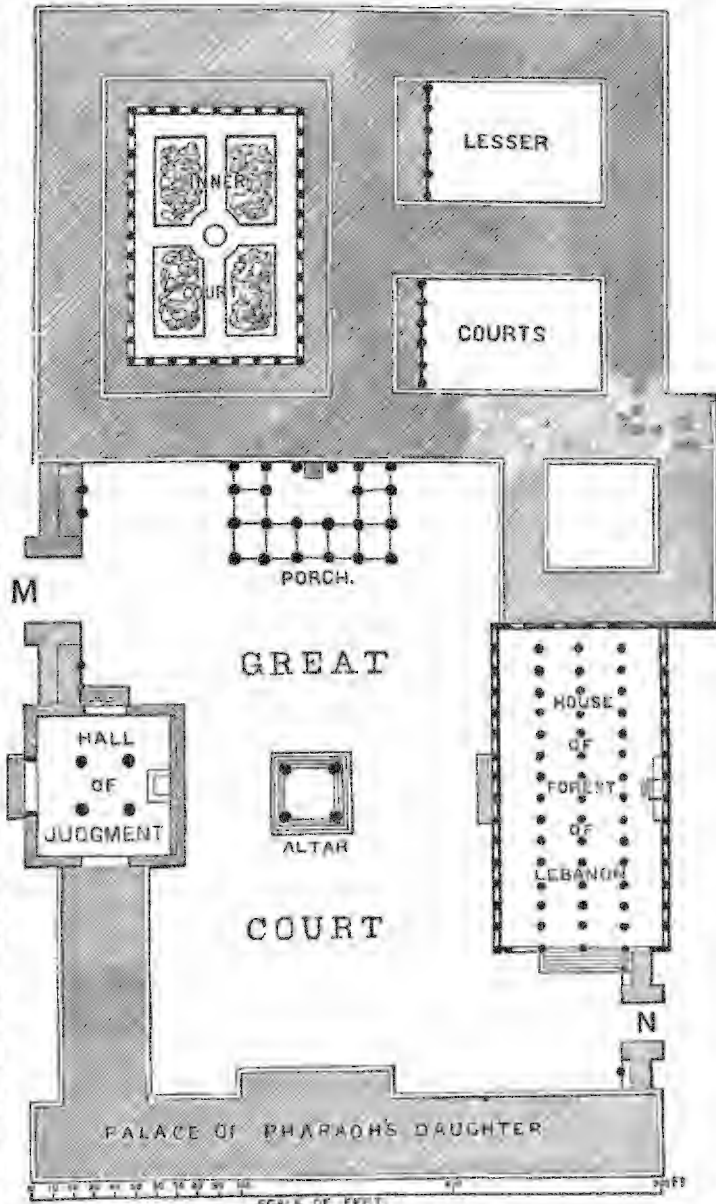 LESSER
INNER
COURTS
PORCH.
M
GREAT
HOUSE
HALL
OF
OF
FOREST
JUDGMENT
OF
ALTAR
LEBANON
COURT
N
PALACE OF PHARAOH'S DAUGHTER
SCALE OF FEET.